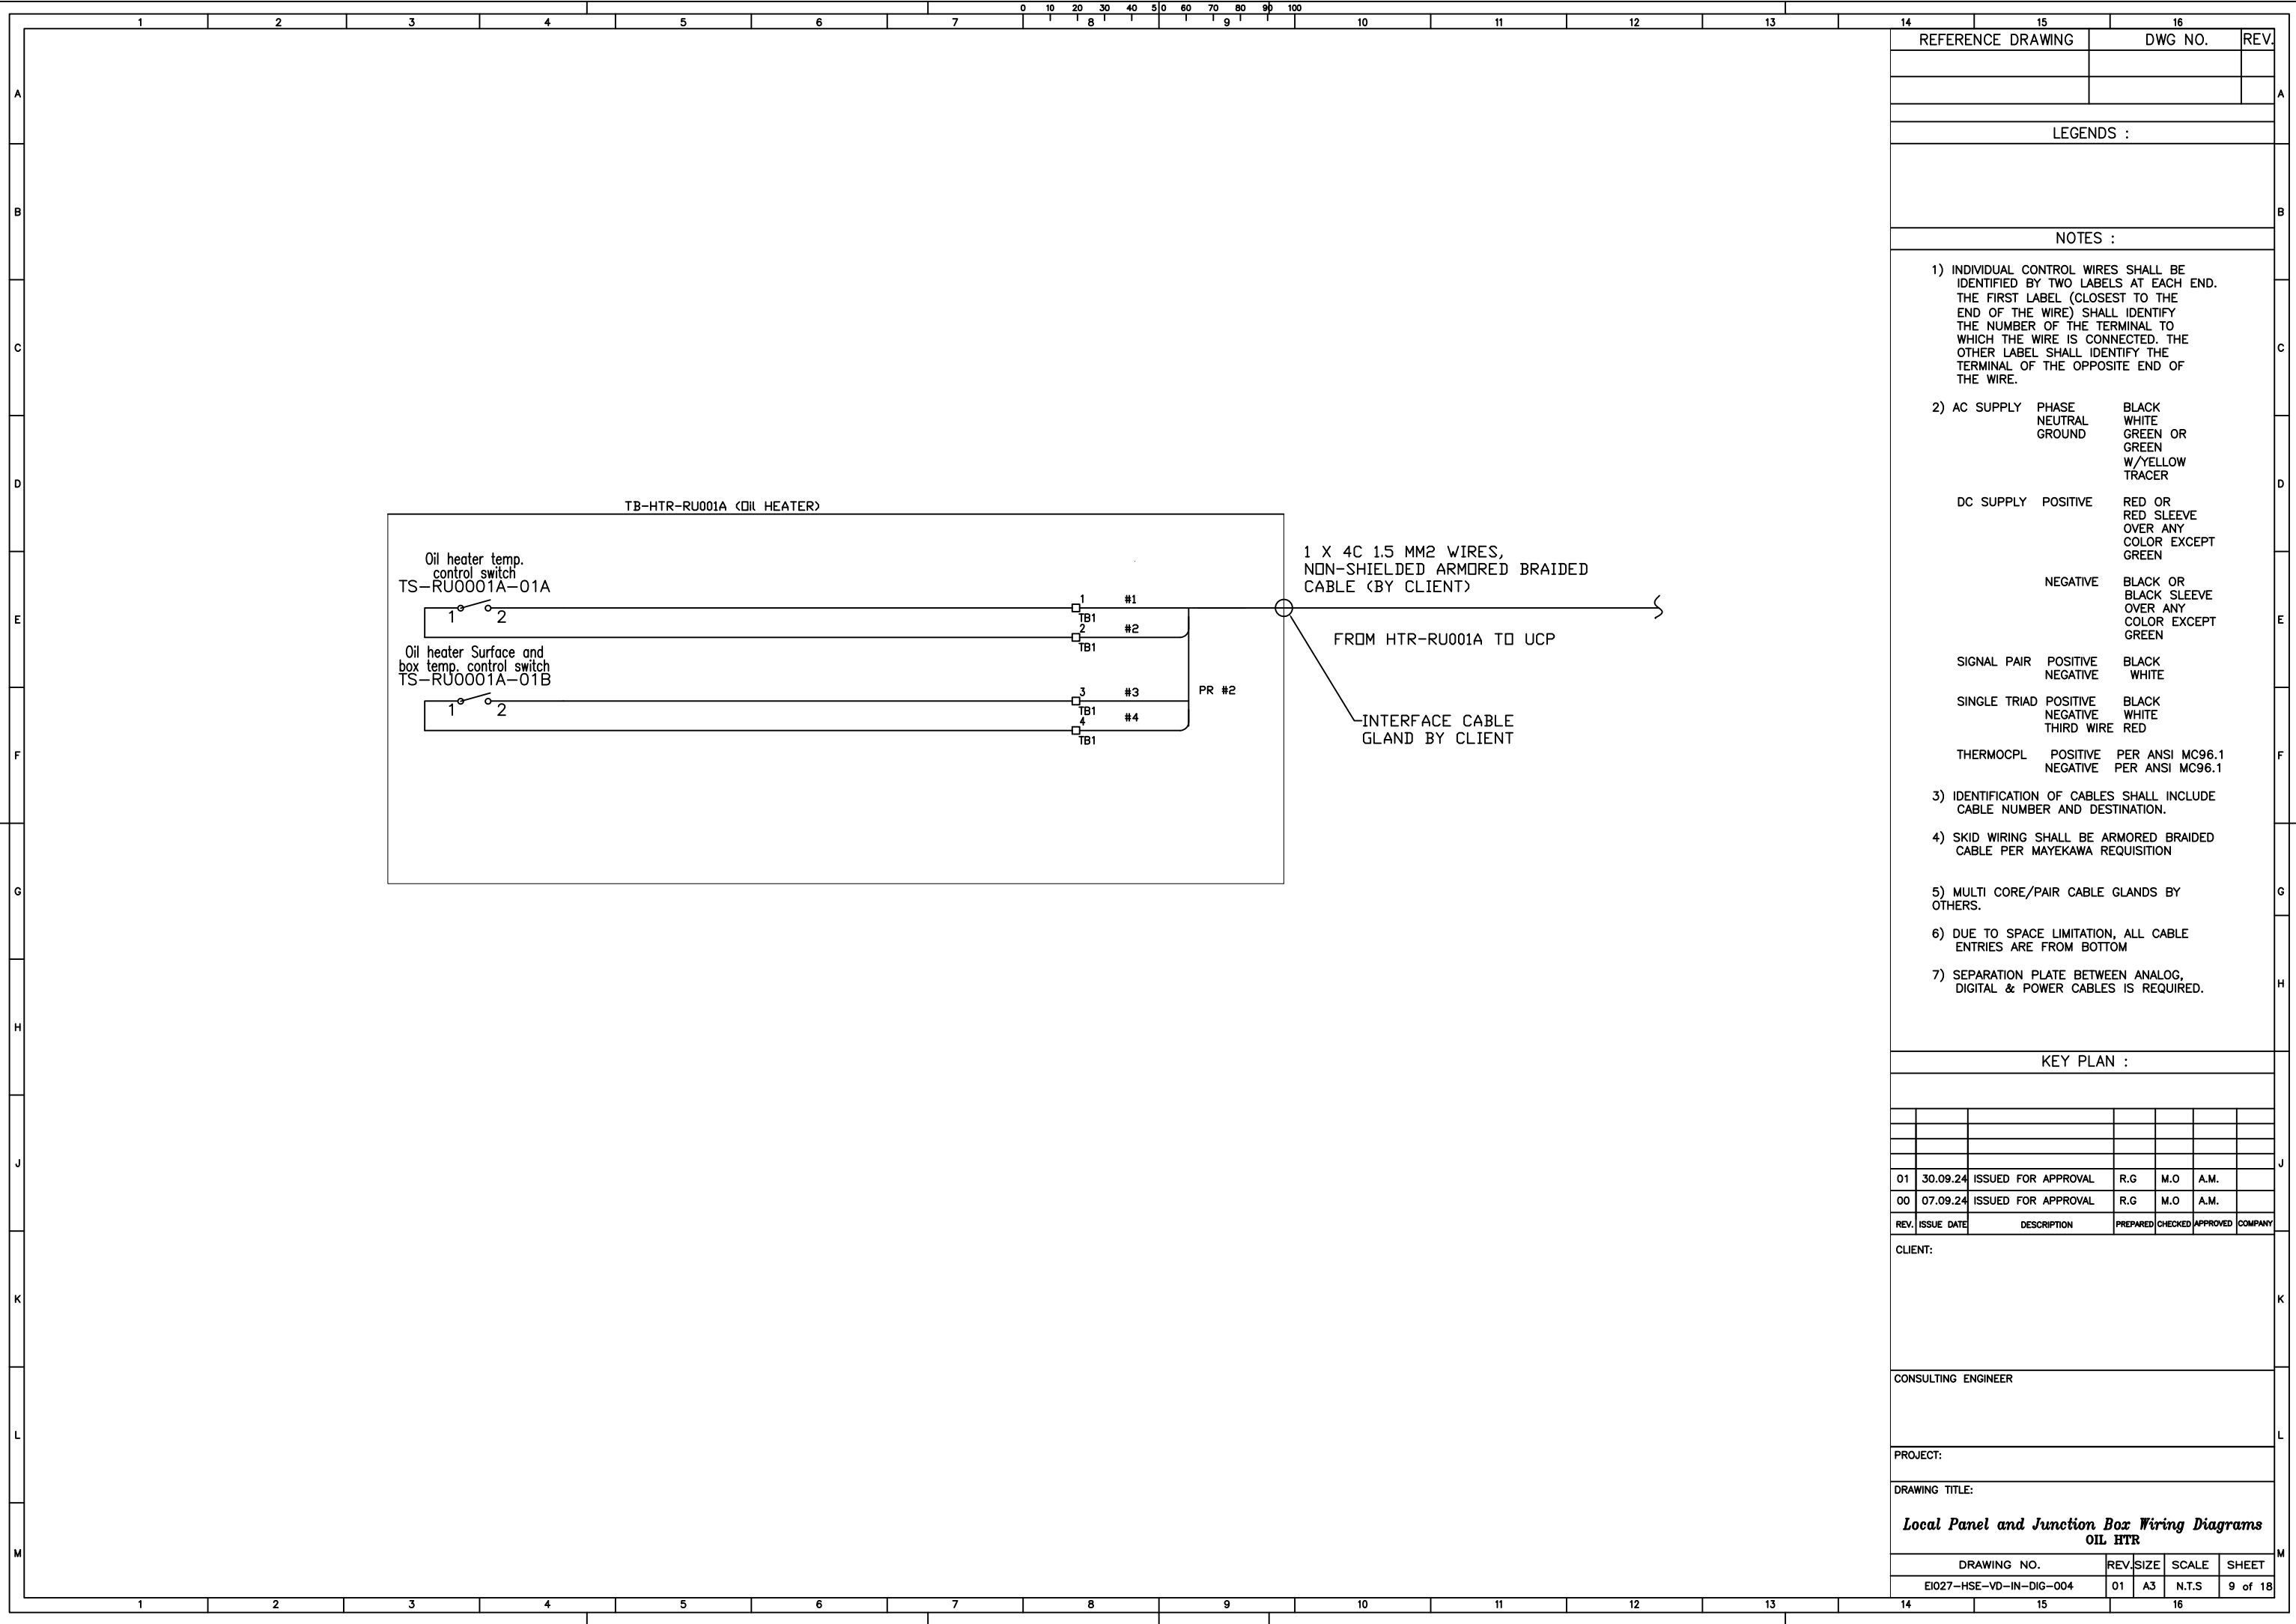 0 10 20 30 40 50 60 70 80 90 100
1 2 3 4 5 6 7 8 9 10 11 12 13 14 15 16
REFERENCE DRAWING DWG NO. REV.
A A
LEGENDS :
B B
NOTES :
1) INDIVIDUAL CONTROL WIRES SHALL BE
IDENTIFIED BY TWO LABELS AT EACH END.
THE FIRST LABEL (CLOSEST TO THE
END OF THE WIRE) SHALL IDENTIFY
THE NUMBER OF THE TERMINAL TO
WHICH THE WIRE IS CONNECTED. THE
OTHER LABEL SHALL IDENTIFY THE
TERMINAL OF THE OPPOSITE END OF
THE WIRE.
C C
2) AC SUPPLY PHASE BLACK
NEUTRAL WHITE
GROUND GREEN OR
GREEN
W/YELLOW
TRACER
D D
DC SUPPLY POSITIVE RED OR
RED SLEEVE
OVER ANY
COLOR EXCEPT
GREEN
NEGATIVE BLACK OR
BLACK SLEEVE
OVER ANY
COLOR EXCEPT
GREEN
E E
SIGNAL PAIR POSITIVE BLACK
NEGATIVE WHITE
SINGLE TRIAD POSITIVE BLACK
NEGATIVE WHITE
THIRD WIRE RED
THERMOCPL POSITIVE PER ANSI MC96.1
NEGATIVE PER ANSI MC96.1
F F
3) IDENTIFICATION OF CABLES SHALL INCLUDE
CABLE NUMBER AND DESTINATION.
4) SKID WIRING SHALL BE ARMORED BRAIDED
CABLE PER MAYEKAWA REQUISITION
5) MULTI CORE/PAIR CABLE GLANDS BY
OTHERS.
G G
6) DUE TO SPACE LIMITATION, ALL CABLE
ENTRIES ARE FROM BOTTOM
7) SEPARATION PLATE BETWEEN ANALOG,
DIGITAL & POWER CABLES IS REQUIRED.
H H
TB-HTR-RU001A (OIL HEATER)
Oil heater temp.
control switch
TS-RU0001A-01A
1 2
1 #1
TB1
2 #2
TB1
Oil heater Surface and
box temp. control switch
TS-RU0001A-01B
1 2
3 #3
TB1
4 #4
TB1
PR #2
1 X 4C 1.5 MM2 WIRES,
NON-SHIELDED ARMORED BRAIDED
CABLE (BY CLIENT)
FROM HTR-RU001A TO UCP
INTERFACE CABLE
GLAND BY CLIENT
KEY PLAN :
J J
01 30.09.24 ISSUED FOR APPROVAL R.G M.O A.M.
00 07.09.24 ISSUED FOR APPROVAL R.G M.O A.M.
REV. ISSUE DATE DESCRIPTION PREPARED CHECKED APPROVED COMPANY
CLIENT:
K K
CONSULTING ENGINEER
L L
PROJECT:
DRAWING TITLE:
Local Panel and Junction Box Wiring Diagrams
OIL HTR
M M
DRAWING NO. REV. SIZE SCALE SHEET
EI027-HSE-VD-IN-DIG-004 01 A3 N.T.S 9 of 18
1 2 3 4 5 6 7 8 9 10 11 12 13 14 15 16